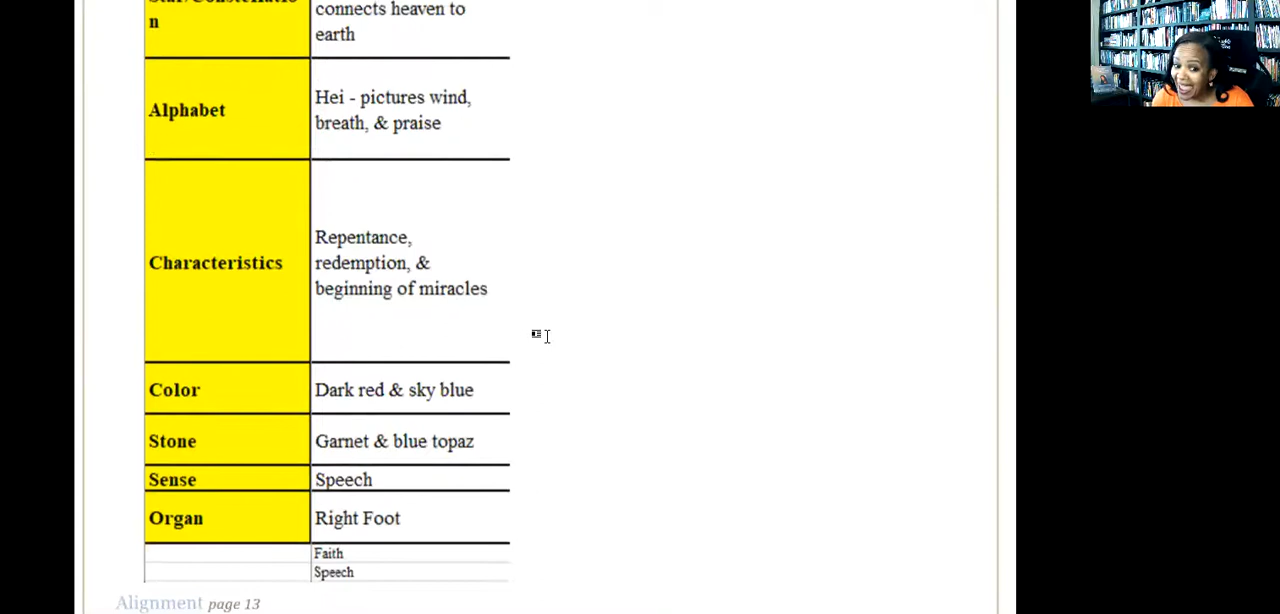 n
connects heaven to
earth
Alphabet
Hei - pictures wind,
breath, & praise
Characteristics
Repentance,
redemption, &
beginning of miracles
Color
Dark red & sky blue
Stone
Garnet & blue topaz
Sense
Speech
Organ
Right Foot
Faith
Speech
Alignment page 13